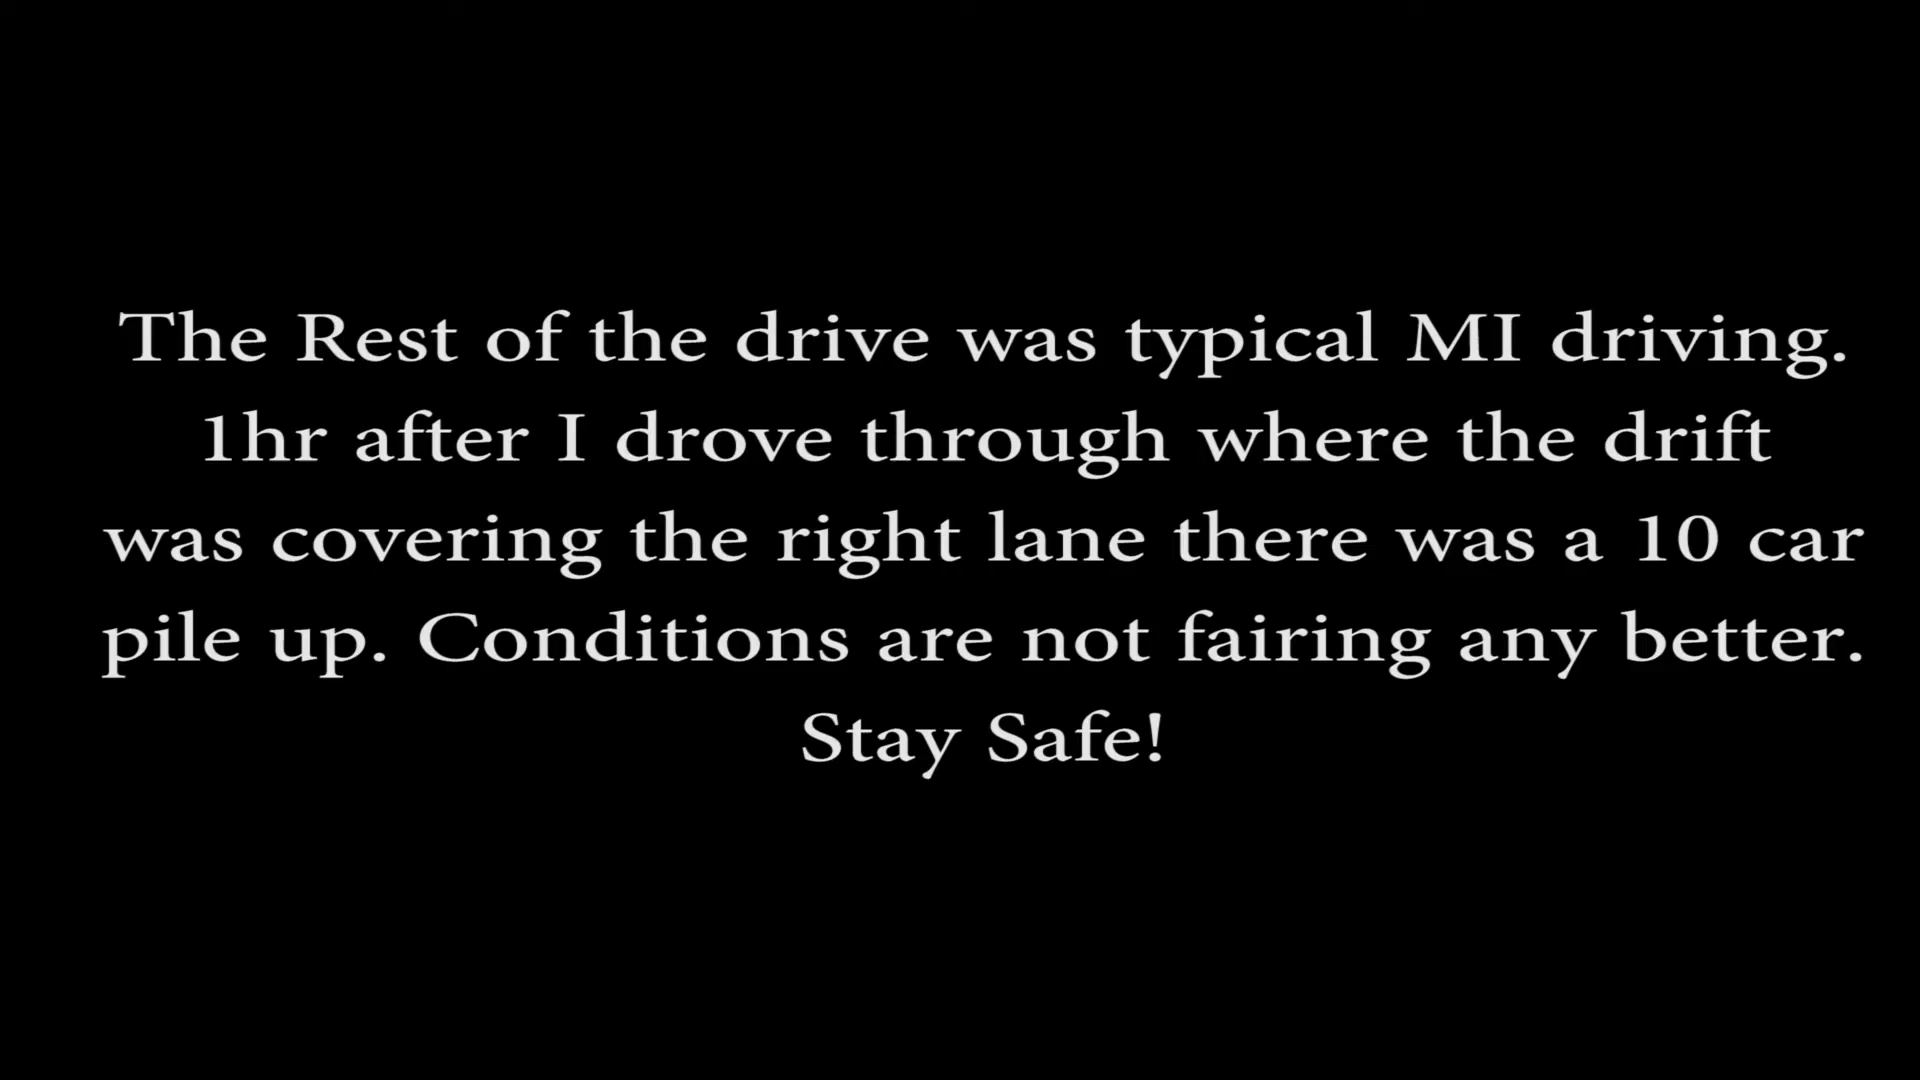 The Rest of the drive was typical MI driving.
1hr after I drove through where the drift
was covering the right lane there was a 10 car
pile up. Conditions are not fairing any better.
Stay Safe!